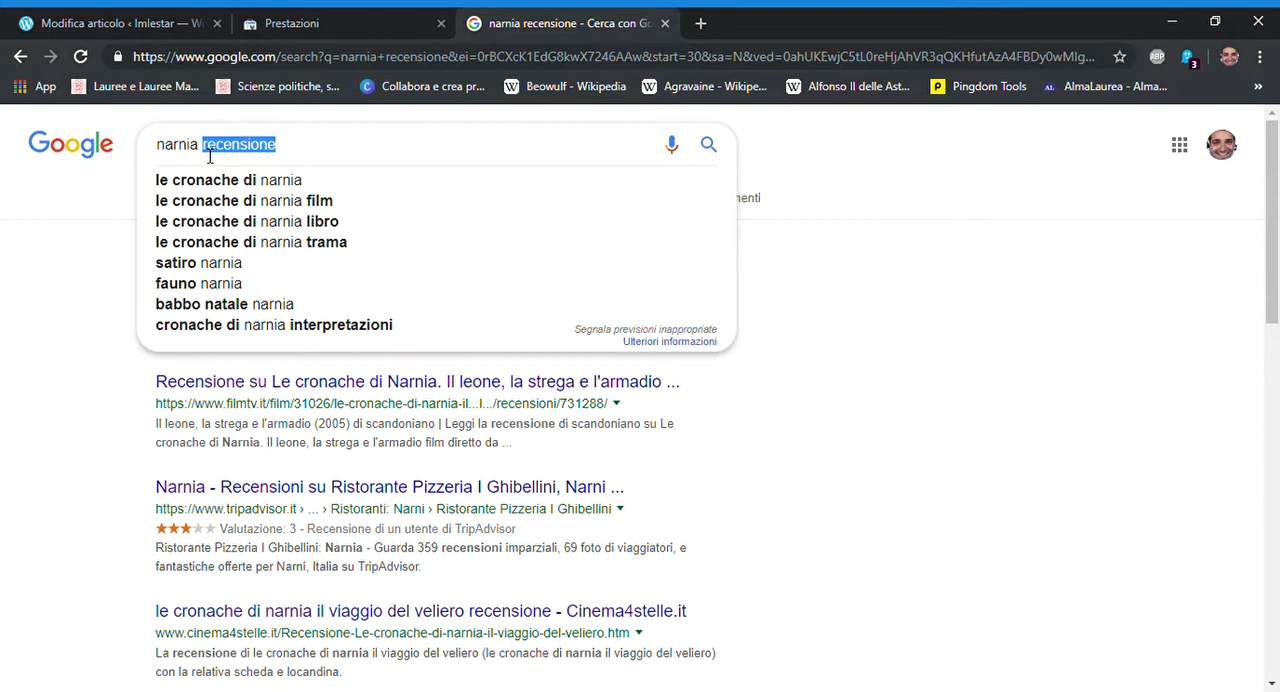 Modifica articolo ‹ Imlestar — Wo
Prestazioni
narnia recensione - Cerca con Go
https://www.google.com/search?q=narnia+recensione&ei=0rBCXcK1EdG8kwX7246AAw&start=30&sa=N&ved=0ahUKEwjC5tL0reHjAhVR3qQKHfutAzA4FBDy0wMIg...
ABP
3
App
Lauree e Lauree Ma...
Scienze politiche, s...
Collabora e crea pr...
Beowulf - Wikipedia
Agravaine - Wikipe...
Alfonso II delle Ast...
Pingdom Tools
AlmaLaurea - Alma...
»
Google
narnia recensione
menti
le cronache di narnia
le cronache di narnia film
le cronache di narnia libro
le cronache di narnia trama
satiro narnia
fauno narnia
babbo natale narnia
cronache di narnia interpretazioni
Segnala previsioni inappropriate
Ulteriori informazioni
Recensione su Le cronache di Narnia. Il leone, la strega e l'armadio ...
https://www.filmtv.it/film/31026/le-cronache-di-narnia-il...l.../recensioni/731288/
Il leone, la strega e l'armadio (2005) di scandoniano | Leggi la recensione di scandoniano su Le
cronache di Narnia. Il leone, la strega e l'armadio film diretto da ...
Narnia - Recensioni su Ristorante Pizzeria I Ghibellini, Narni ...
https://www.tripadvisor.it › ... › Ristoranti: Narni › Ristorante Pizzeria I Ghibellini
Valutazione: 3 - Recensione di un utente di TripAdvisor
Ristorante Pizzeria I Ghibellini: Narnia - Guarda 359 recensioni imparziali, 69 foto di viaggiatori, e
fantastiche offerte per Narni, Italia su TripAdvisor.
le cronache di narnia il viaggio del veliero recensione - Cinema4stelle.it
www.cinema4stelle.it/Recensione-Le-cronache-di-narnia-il-viaggio-del-veliero.htm
La recensione di le cronache di narnia il viaggio del veliero (le cronache di narnia il viaggio del veliero)
con la relativa scheda e locandina.